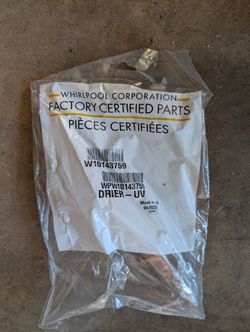 WHIRLPOOL CORPORATION
FACTORY CERTIFIED PARTS
PIÈCES CERTIFIÉES
W10143759
WPW10143759
DRIER-UV